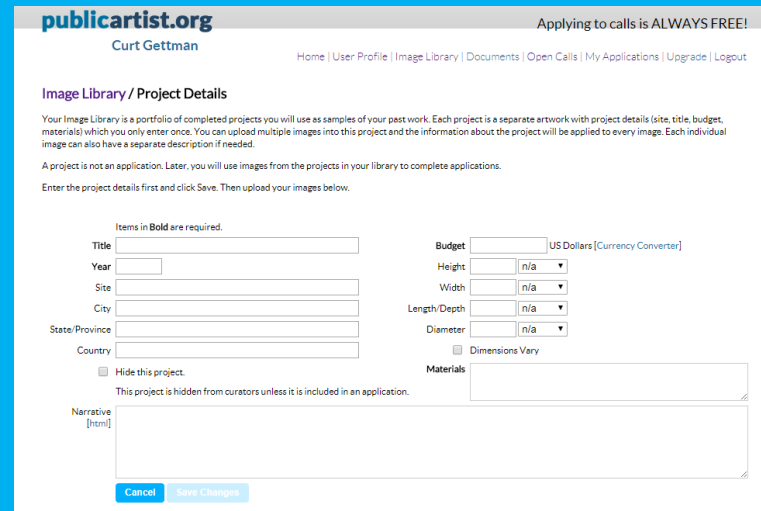 publicartist.org
Applying to calls is ALWAYS FREE!
Curt Gettman
Home | User Profile | Image Library | Documents | Open Calls | My Applications | Upgrade | Logout
Image Library / Project Details
Your Image Library is a portfolio of completed projects you will use as samples of your past work. Each project is a separate artwork with project details (site, title, budget,
materials) which you only enter once. You can upload multiple images into this project and the information about the project will be applied to every image. Each individual
image can also have a separate description if needed.
A project is not an application. Later, you will use images from the projects in your library to complete applications.
Enter the project details first and click Save. Then upload your images below.
Items in Bold are required.
Title
Budget
US Dollars [Currency Converter]
Year
Height
n/a
Site
Width
n/a
City
Length/Depth
n/a
State/Province
Diameter
n/a
Country
Dimensions Vary
Hide this project.
Materials
This project is hidden from curators unless it is included in an application.
Narrative
[html]
Cancel
Save Changes